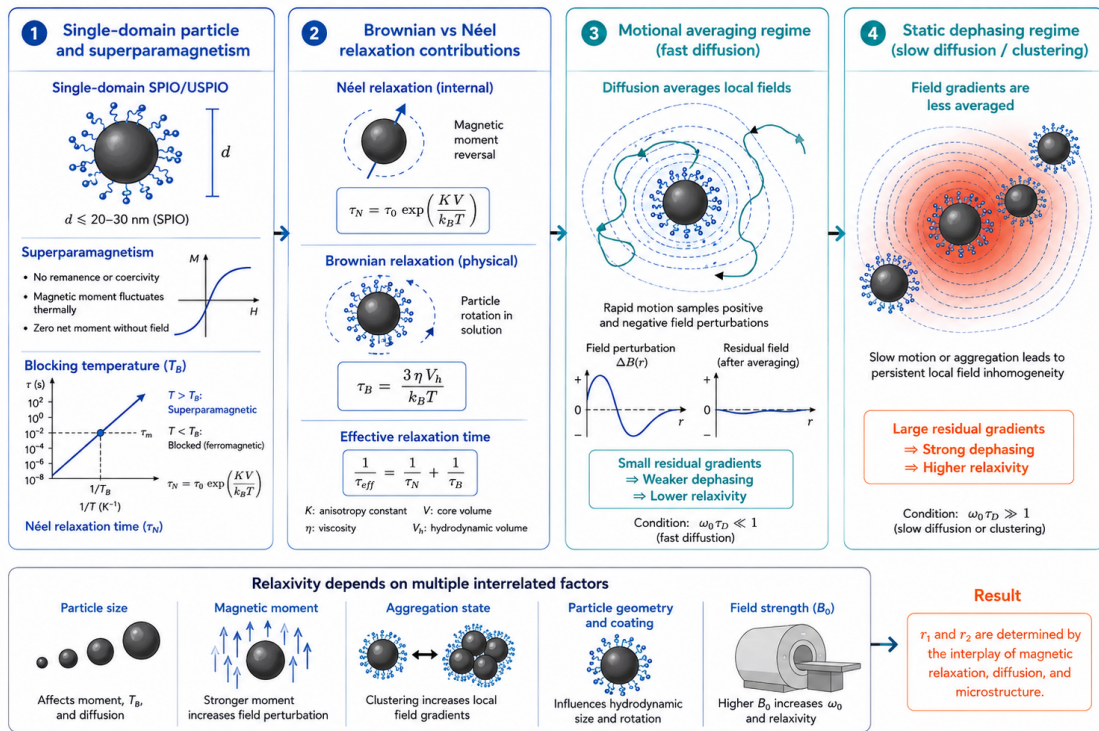 1 Single-domain particle
and superparamagnetism
Single-domain SPIO/USPIO
d
d ⩽ 20–30 nm (SPIO)
Superparamagnetism
• No remanence or coercivity
• Magnetic moment fluctuates
thermally
• Zero net moment without field
M
H
Blocking temperature (T_B)
τ (s)
10²
10⁰
10⁻²
10⁻⁴
10⁻⁶
10⁻⁸
T > T_B:
Superparamagnetic
τ_m
T < T_B:
Blocked (ferromagnetic)
1/T_B
1/T (K⁻¹)
τ_N = τ_0 exp(KV/k_BT)
Néel relaxation time (τ_N)
2 Brownian vs Néel
relaxation contributions
Néel relaxation (internal)
Magnetic
moment
reversal
τ_N = τ_0 exp(KV/k_BT)
Brownian relaxation (physical)
Particle
rotation in
solution
τ_B = 3 η V_h / k_BT
Effective relaxation time
1/τ_eff = 1/τ_N + 1/τ_B
K: anisotropy constant V: core volume
η: viscosity V_h: hydrodynamic volume
3 Motional averaging regime
(fast diffusion)
Diffusion averages local fields
Rapid motion samples positive
and negative field perturbations
Field perturbation
ΔB(r)
+
0
–
r
Residual field
(after averaging)
+
0
–
r
Small residual gradients
⇒ Weaker dephasing
⇒ Lower relaxivity
Condition: ω_0 τ_D ≪ 1
(fast diffustion)
4 Static dephasing regime
(slow diffusion / clustering)
Field gradients are
less averaged
Slow motion or aggregation leads to
persistent local field inhomogeneity
Large residual gradients
⇒ Strong dephasing
⇒ Higher relaxivity
Condition: ω_0 τ_D ≫ 1
(slow diffusion or clustering)
Relaxivity depends on multiple interrelated factors
Particle size
Affects moment, T_B,
and diffusion
Magnetic moment
Stronger moment
increases field perturbation
Aggregation state
Clustering increases local
field gradients
Particle geometry
and coating
Influences hydrodynamic
size and rotation
Field strength (B_0)
Higher B_0 increases ω_0
and relaxivity
Result
r_1 and r_2 are determined by
the interplay of magnetic
relaxation, diffusion, and
microstructure.